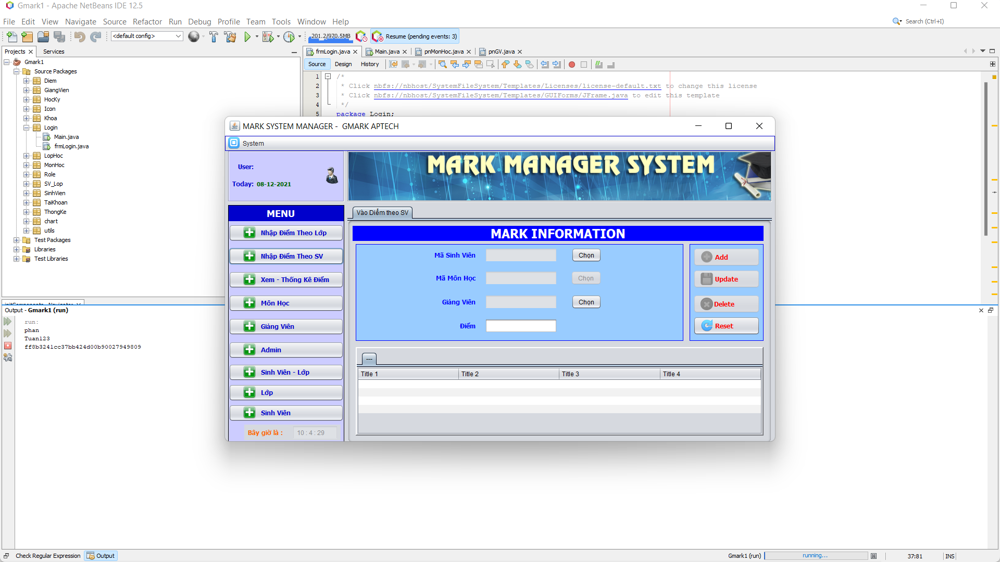 Gmark1 - Apache NetBeans IDE 12.5
File Edit View Navigate Source Refactor Run Debug Profile Team Tools Window Help
Search (Ctrl+I)
<default config>
201.2/970.5MB
Resume (pending events: 3)
Projects
Services
frmLogin.java
Main.java
pnMonHoc.java
pnGV.java
Source Design History
Gmark1
Source Packages
Diem
GiangVien
HocKy
Icon
Khoa
Login
Main.java
frmLogin.java
LopHoc
MonHoc
Role
SV_Lop
SinhVien
TaiKhoan
ThongKe
chart
utils
Test Packages
Libraries
Test Libraries
1 /*
2 * Click nbfs://nbhost/SystemFileSystem/Templates/Licenses/license-default.txt to change this license
3 * Click nbfs://nbhost/SystemFileSystem/Templates/GUIForms/JFrame.java to edit this template
4 */
5 package Login;
MARK SYSTEM MANAGER - GMARK APTECH
System
User:
Today: 08-12-2021
MARK MANAGER SYSTEM
MENU
Nhập Điểm Theo Lớp
Nhập Điểm Theo SV
Xem - Thống Kê Điểm
Môn Học
Giảng Viên
Admin
Sinh Viên - Lớp
Lớp
Sinh Viên
Bây giờ là : 10 : 4 : 29
Vào Điểm theo SV
MARK INFORMATION
Mã Sinh Viên Chọn
Mã Môn Học Chọn
Giảng Viên Chọn
Điểm
Add
Update
Delete
Reset
---
Title 1 Title 2 Title 3 Title 4
initComponents - Navigator
Output - Gmark1 (run)
run:
phan
Tuan123
ff8b3241cc37bb424d00b90027949809
Check Regular Expression
Output
Gmark1 (run)
running...
37:81
INS